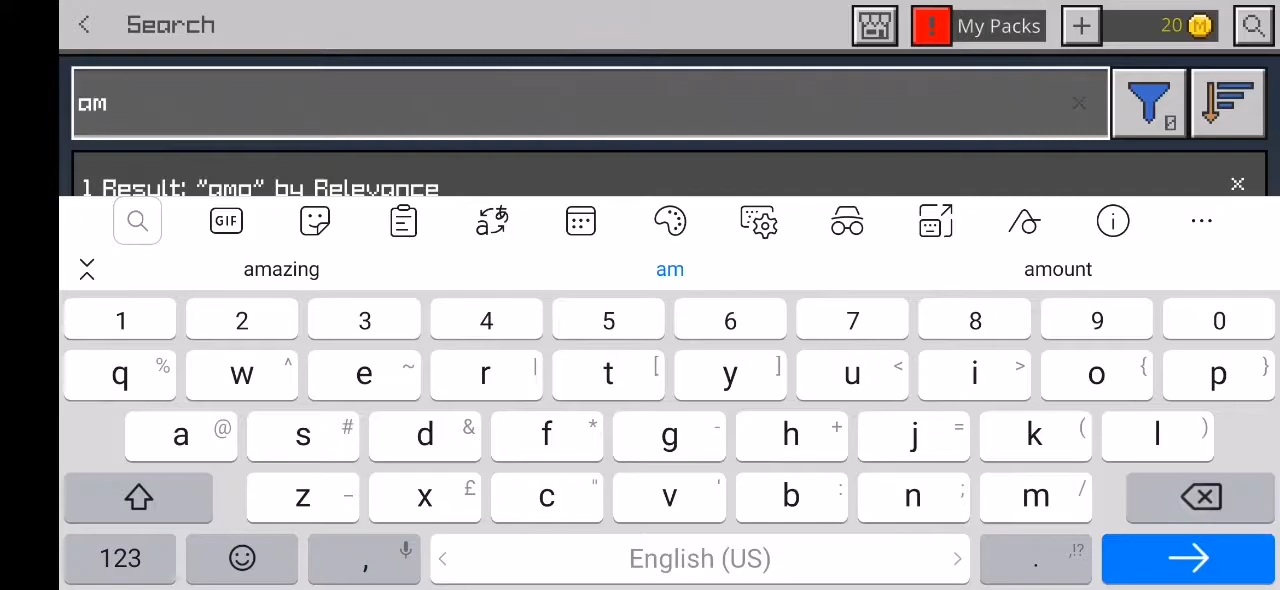 Search
! My Packs + 20
am
0
1 Result: "amo" by Relevance
GIF
amazing am amount
1 2 3 4 5 6 7 8 9 0
q % w ^ e ~ r | t [ y ] u < i > o { p }
a @ s # d & f * g - h + j = k ( l )
z _ x £ c " v ' b : n ; m /
123 , < English (US) > . ,!?